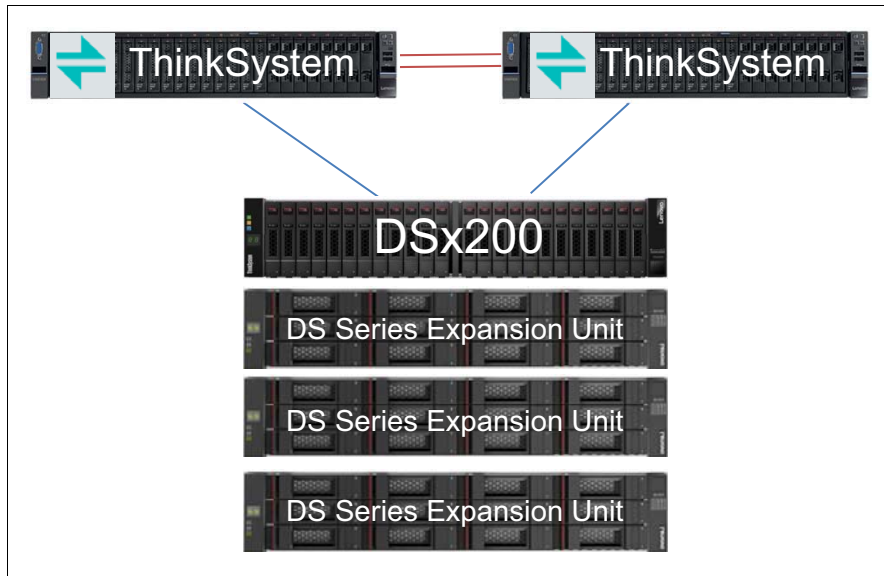 ThinkSystem
ThinkSystem
DSx200
DS Series Expansion Unit
DS Series Expansion Unit
DS Series Expansion Unit